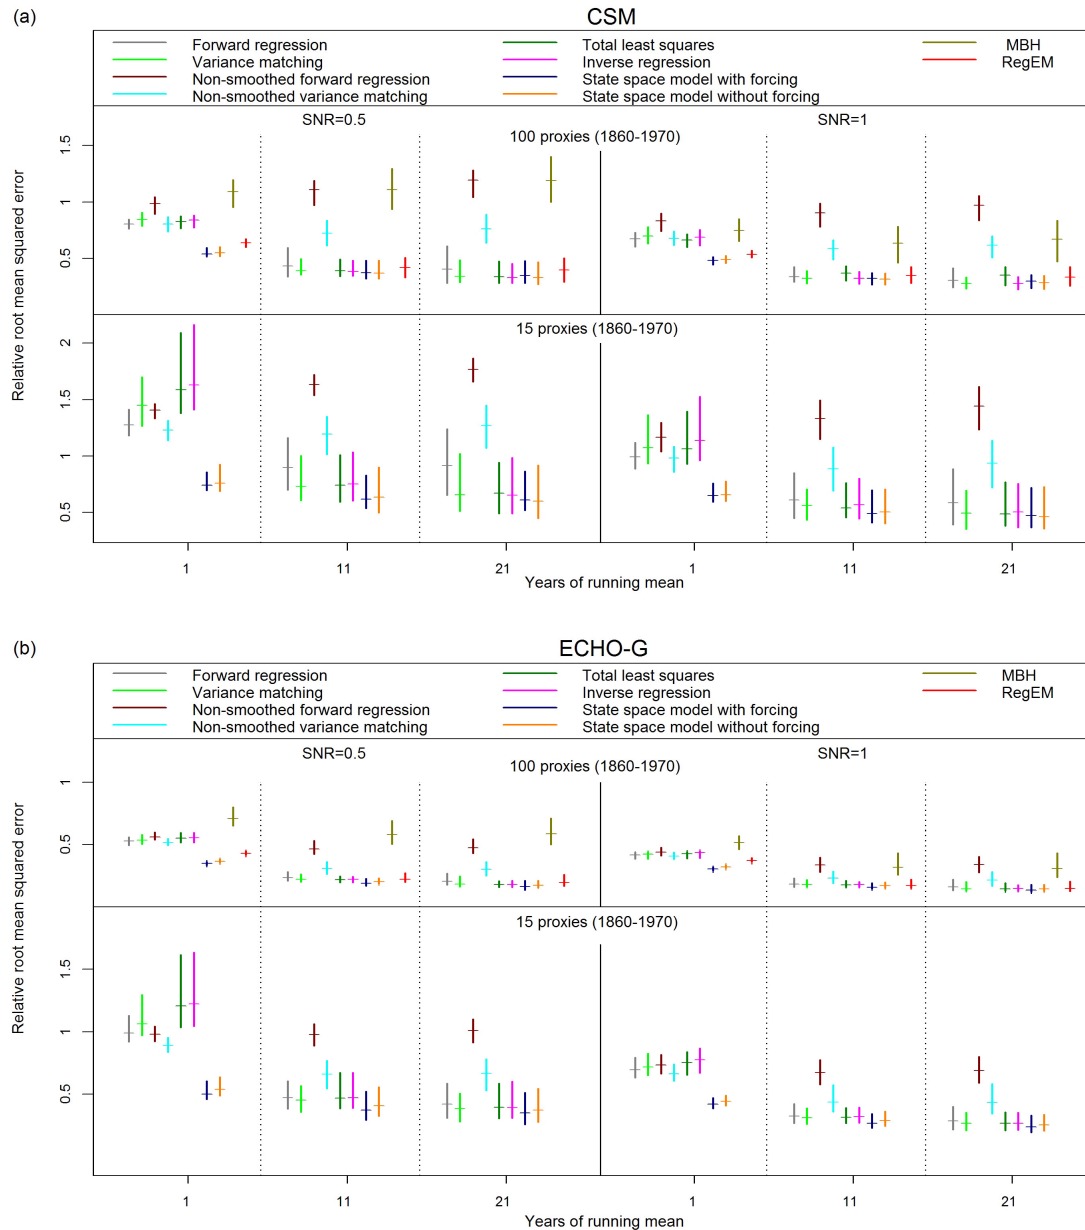 (a)
CSM
Forward regression
Variance matching
Non-smoothed forward regression
Non-smoothed variance matching
Total least squares
Inverse regression
State space model with forcing
State space model without forcing
MBH
RegEM
SNR=0.5
SNR=1
100 proxies (1860-1970)
1.5
1
0.5
15 proxies (1860-1970)
2
1.5
1
0.5
Relative root mean squared error
1 11 21 1 11 21
Years of running mean
(b)
ECHO-G
Forward regression
Variance matching
Non-smoothed forward regression
Non-smoothed variance matching
Total least squares
Inverse regression
State space model with forcing
State space model without forcing
MBH
RegEM
SNR=0.5
SNR=1
100 proxies (1860-1970)
1
0.5
15 proxies (1860-1970)
1.5
1
0.5
Relative root mean squared error
1 11 21 1 11 21
Years of running mean